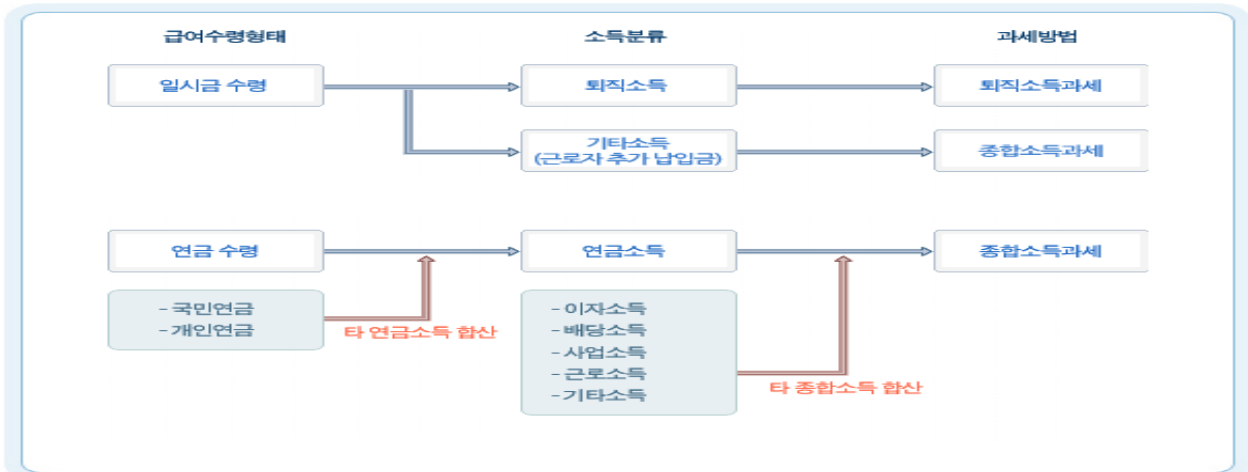 급여수령형태
소득분류
과세방법
일시금 수령
퇴직소득
퇴직소득과세
기타소득
(근로자 추가 납입금)
종합소득과세
연금 수령
연금소득
종합소득과세
- 국민연금
- 개인연금
타 연금소득 합산
- 이자소득
- 배당소득
- 사업소득
- 근로소득
- 기타소득
타 종합소득 합산